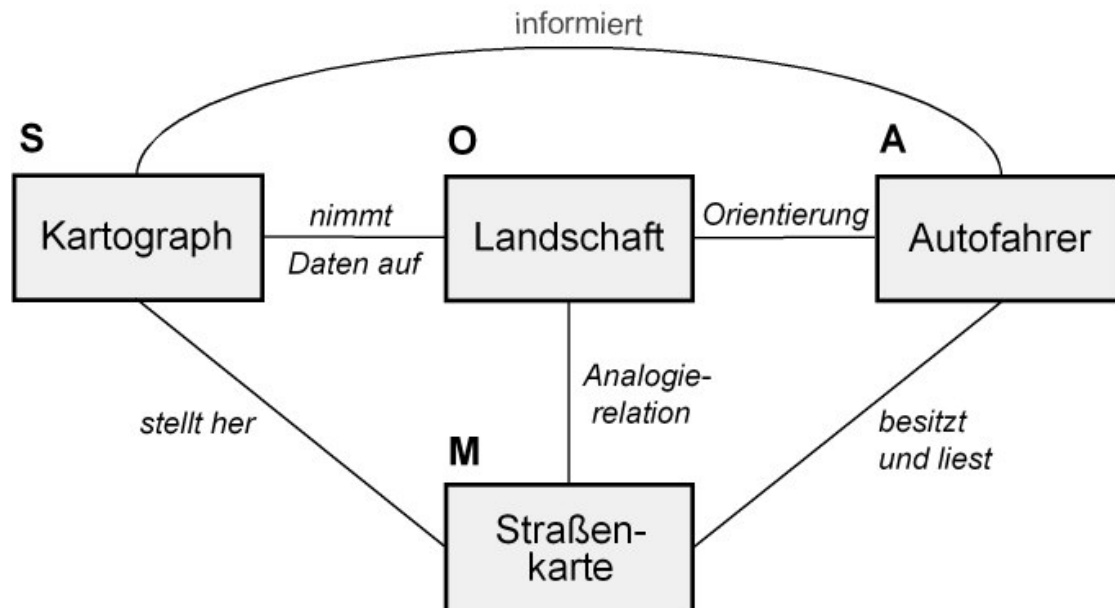 informiert
S
O
A
Kartograph
nimmt
Daten auf
Landschaft
Orientierung
Autofahrer
stellt her
Analogie-
relation
besitzt
und liest
M
Straßen-
karte